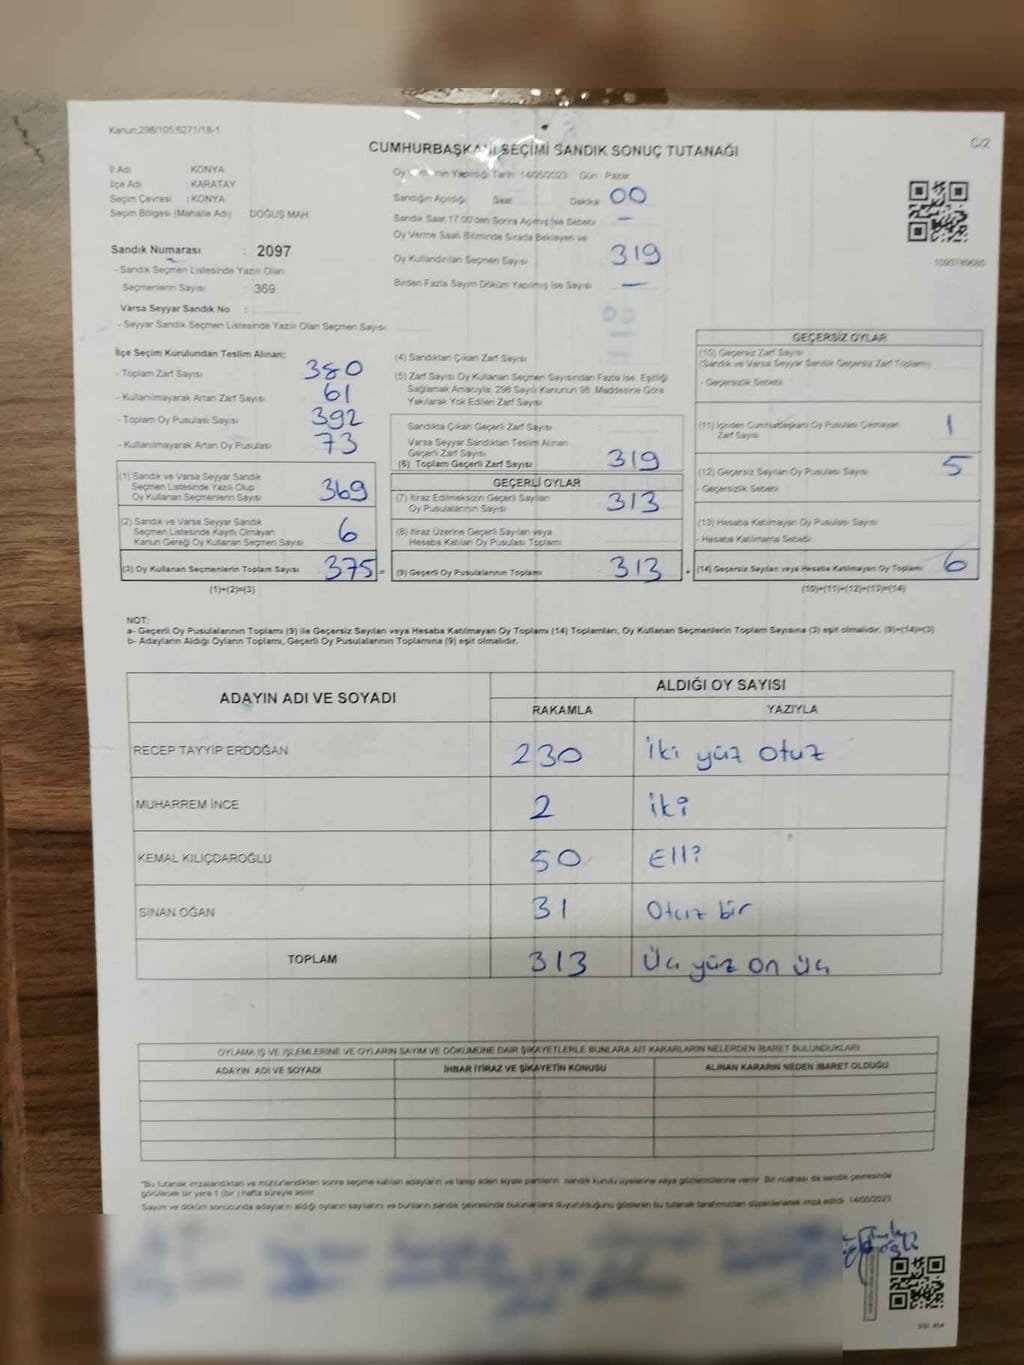 Kanun;298/105;6271/18-1
C/2
CUMHURBAŞKANI SEÇİMİ SANDIK SONUÇ TUTANAĞI
İl Adı : KONYA
İlçe Adı : KARATAY
Seçim Çevresi : KONYA
Seçim Bölgesi (Mahalle Adı) DOĞUŞ MAH.
Sandık Numarası : 2097
- Sandık Seçmen Listesinde Yazılı Olan
Seçmenlerin Sayısı : 369
Varsa Seyyar Sandık No :
- Seyyar Sandık Seçmen Listesinde Yazılı Olan Seçmen Sayısı
Oy Yapıldığı Tarih: 14/05/2023 Gün : Pazar
Sandığın Açıldığı Saat Dakika 00
Sandık Saat 17:00'den Sonra Açılmış İse Sebebi –
Oy Verme Saati Bitiminde Sırada Bekleyen ve
Oy Kullandırılan Seçmen Sayısı 319
Birden Fazla Sayım Döküm Yapılmış İse Sayısı —
00
İlçe Seçim Kurulundan Teslim Alınan;
- Toplam Zarf Sayısı 380
- Kullanılmayarak Artan Zarf Sayısı 61
- Toplam Oy Pusulası Sayısı 392
- Kullanılmayarak Artan Oy Pusulası 73
(1) Sandık ve Varsa Seyyar Sandık
Seçmen Listesinde Yazılı Olup
Oy Kullanan Seçmenlerin Sayısı 369
(2) Sandık ve Varsa Seyyar Sandık
Seçmen Listesinde Kayıtlı Olmayan
Kanun Gereği Oy Kullanan Seçmen Sayısı 6
(3) Oy Kullanan Seçmenlerin Toplam Sayısı 375 =
(1)+(2)=(3)
(4) Sandıktan Çıkan Zarf Sayısı
(5) Zarf Sayısı Oy Kullanan Seçmen Sayısından Fazla İse, Eşitliği
Sağlamak Amacıyla; 298 Sayılı Kanunun 98. Maddesine Göre
Yakılarak Yok Edilen Zarf Sayısı
Sandıkta Çıkan Geçerli Zarf Sayısı
Varsa Seyyar Sandıktan Teslim Alınan
Geçerli Zarf Sayısı
(6) Toplam Geçerli Zarf Sayısı 319
GEÇERLİ OYLAR
(7) İtiraz Edilmeksizin Geçerli Sayılan
Oy Pusulalarının Sayısı 313
(8) İtiraz Üzerine Geçerli Sayılan veya
Hesaba Katılan Oy Pusulası Toplamı
(9) Geçerli Oy Pusulalarının Toplamı 313 +
GEÇERSİZ OYLAR
(10) Geçersiz Zarf Sayısı
(Sandık ve Varsa Seyyar Sandık Geçersiz Zarf Toplamı)
- Geçersizlik Sebebi
(11) İçinden Cumhurbaşkanı Oy Pusulası Çıkmayan
Zarf Sayısı 1
(12) Geçersiz Sayılan Oy Pusulası Sayısı 5
- Geçersizlik Sebebi
(13) Hesaba Katılmayan Oy Pusulası Sayısı
- Hesaba Katılmama Sebebi
(14) Geçersiz Sayılan veya Hesaba Katılmayan Oy Toplamı 6
(10)+(11)+(12)+(13)=(14)
NOT:
a- Geçerli Oy Pusulalarının Toplamı (9) ile Geçersiz Sayılan veya Hesaba Katılmayan Oy Toplamı (14) Toplamları, Oy Kullanan Seçmenlerin Toplam Sayısına (3) eşit olmalıdır. (9)+(14)=(3)
b- Adayların Aldığı Oyların Toplamı, Geçerli Oy Pusulalarının Toplamına (9) eşit olmalıdır.
ADAYIN ADI VE SOYADI ALDIĞI OY SAYISI
RAKAMLA YAZIYLA
RECEP TAYYİP ERDOĞAN 230 İki yüz otuz
MUHARREM İNCE 2 iki
KEMAL KILIÇDAROĞLU 50 Elli
SİNAN OĞAN 31 Otuz bir
TOPLAM 313 Üç yüz on üç
OYLAMA İŞ VE İŞLEMLERİNE VE OYLARIN SAYIM VE DÖKÜMÜNE DAİR ŞİKAYETLERLE BUNLARA AİT KARARLARIN NELERDEN İBARET BULUNDUKLARI
ADAYIN ADI VE SOYADI İHBAR İTİRAZ VE ŞİKAYETİN KONUSU ALINAN KARARIN NEDEN İBARET OLDUĞU
*Bu tutanak imzalandıktan ve mühürlendikten sonra seçime katılan adayların ve talep eden siyasi partilerin sandık kurulu üyelerine veya gözlemcilerine verilir. Bir nüshası da sandık çevresinde
görülecek bir yere 1 (bir) hafta süreyle asılır.
Sayım ve döküm sonucunda adayların aldığı oyların sayılarını ve bunların sandık çevresinde bulunanlara duyurulduğunu gösteren bu tutanak tarafımızdan düzenlenerek imza edildi. 14/05/2023